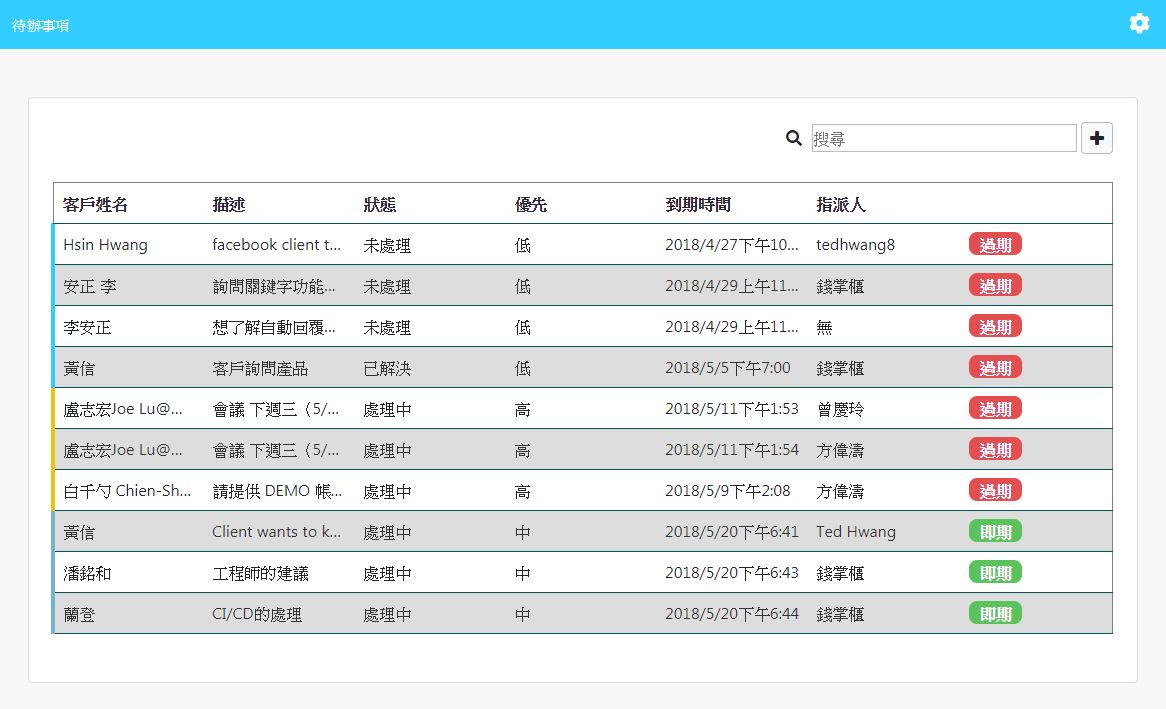 待辦事項
搜尋
客戶姓名 描述 狀態 優先 到期時間 指派人
Hsin Hwang facebook client t... 未處理 低 2018/4/27下午10... tedhwang8 過期
安正 李 詢問關鍵字功能... 未處理 低 2018/4/29上午11... 錢掌櫃 過期
李安正 想了解自動回覆... 未處理 低 2018/4/29上午11... 無 過期
黃信 客戶詢問產品 已解決 低 2018/5/5下午7:00 錢掌櫃 過期
盧志宏Joe Lu@... 會議 下週三（5/... 處理中 高 2018/5/11下午1:53 曾慶玲 過期
盧志宏Joe Lu@... 會議 下週三（5/... 處理中 高 2018/5/11下午1:54 方偉濤 過期
白千勺 Chien-Sh... 請提供 DEMO 帳... 處理中 高 2018/5/9下午2:08 方偉濤 過期
黃信 Client wants to k... 處理中 中 2018/5/20下午6:41 Ted Hwang 即期
潘銘和 工程師的建議 處理中 中 2018/5/20下午6:43 錢掌櫃 即期
蘭登 CI/CD的處理 處理中 中 2018/5/20下午6:44 錢掌櫃 即期